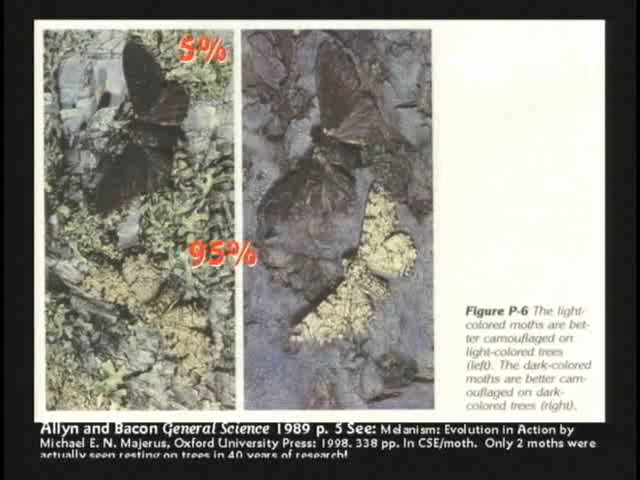 5%
95%
Figure P-6 The light-
colored moths are bet-
ter camouflaged on
light-colored trees
(left). The dark-colored
moths are better cam-
ouflaged on dark-
colored trees (right).
Allyn and Bacon General Science 1989 p. 5 See: Melanism: Evolution in Action by
Michael E. N. Majerus, Oxford University Press: 1998. 338 pp. In CSE/moth. Only 2 moths were
actually seen resting on trees in 40 years of research!